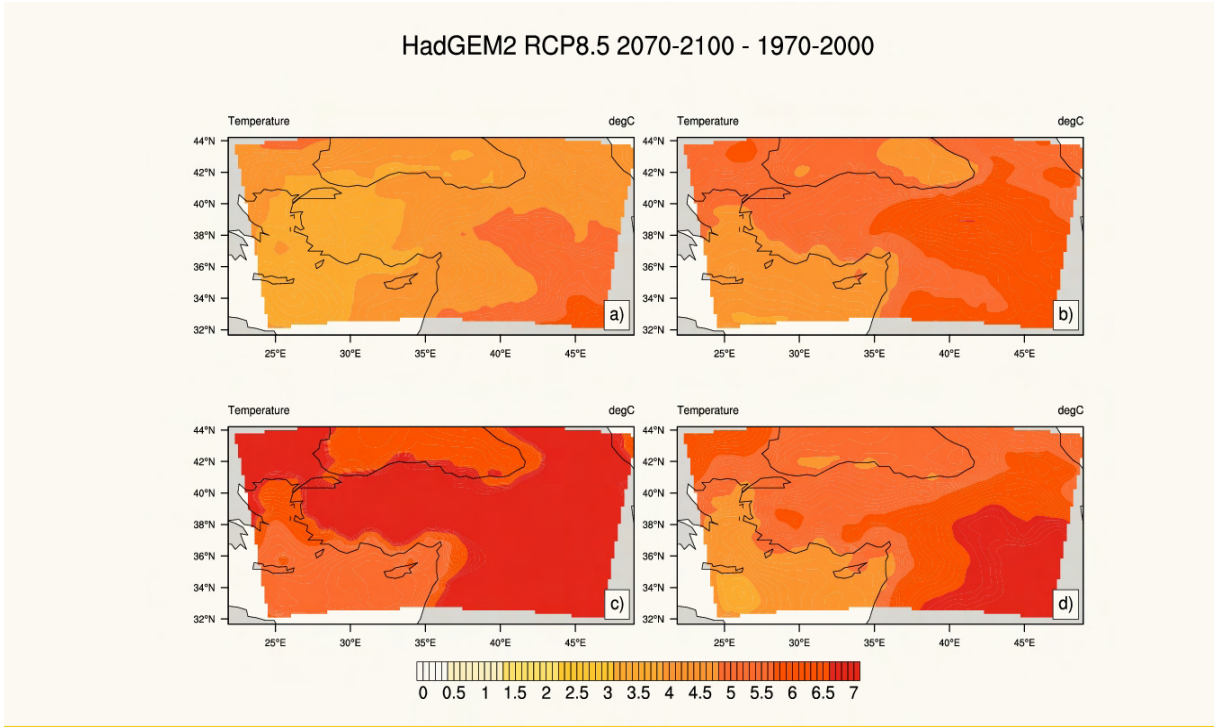 HadGEM2 RCP8.5 2070-2100 - 1970-2000
Temperature degC
44°N
42°N
40°N
38°N
36°N
34°N
32°N
a)
25°E 30°E 35°E 40°E 45°E
Temperature degC
44°N
42°N
40°N
38°N
36°N
34°N
32°N
b)
25°E 30°E 35°E 40°E 45°E
Temperature degC
44°N
42°N
40°N
38°N
36°N
34°N
32°N
c)
25°E 30°E 35°E 40°E 45°E
Temperature degC
44°N
42°N
40°N
38°N
36°N
34°N
32°N
d)
25°E 30°E 35°E 40°E 45°E
0 0.5 1 1.5 2 2.5 3 3.5 4 4.5 5 5.5 6 6.5 7